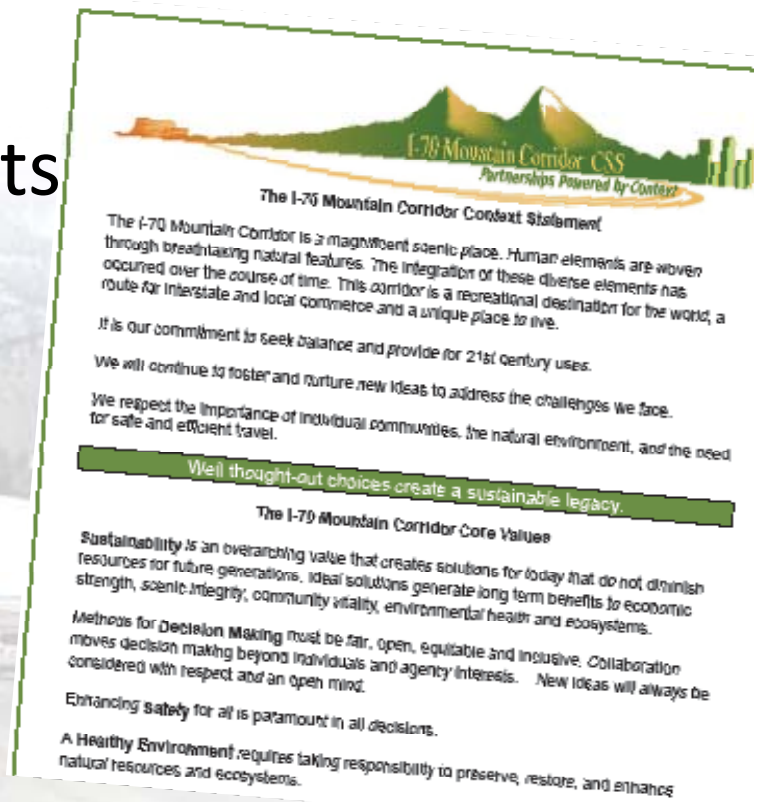 ts
I-70 Mountain Corridor CSS
Partnerships Powered by Context
The I-70 Mountain Corridor Context Statement
The I-70 Mountain Corridor is a magnificent scenic place. Human elements are woven
through breathtaking natural features. The integration of these diverse elements has
occurred over the course of time. This corridor is a recreational destination for the world, a
route for interstate and local commerce and a unique place to live.
It is our commitment to seek balance and provide for 21st century uses.
We will continue to foster and nurture new ideas to address the challenges we face.
We respect the importance of individual communities, the natural environment, and the need
for safe and efficient travel.
Well thought-out choices create a sustainable legacy.
The I-70 Mountain Corridor Core Values
Sustainability is an overarching value that creates solutions for today that do not diminish
resources for future generations. Ideal solutions generate long term benefits to economic
strength, scenic integrity, community vitality, environmental health and ecosystems.
Methods for Decision Making must be fair, open, equitable and inclusive. Collaboration
moves decision making beyond individuals and agency interests. New ideas will always be
considered with respect and an open mind.
Enhancing Safety for all is paramount in all decisions.
A Healthy Environment requires taking responsibility to preserve, restore, and enhance
natural resources and ecosystems.